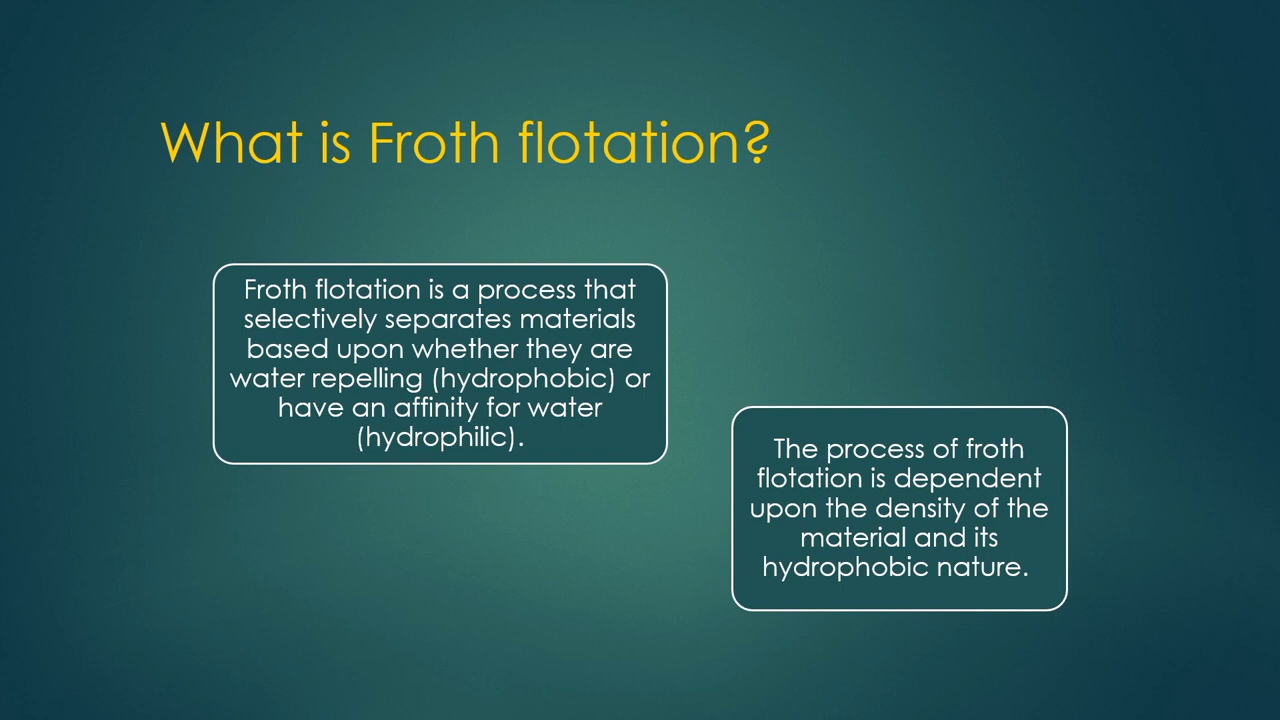 What is Froth flotation?
Froth flotation is a process that
selectively separates materials
based upon whether they are
water repelling (hydrophobic) or
have an affinity for water
(hydrophilic).
The process of froth
flotation is dependent
upon the density of the
material and its
hydrophobic nature.